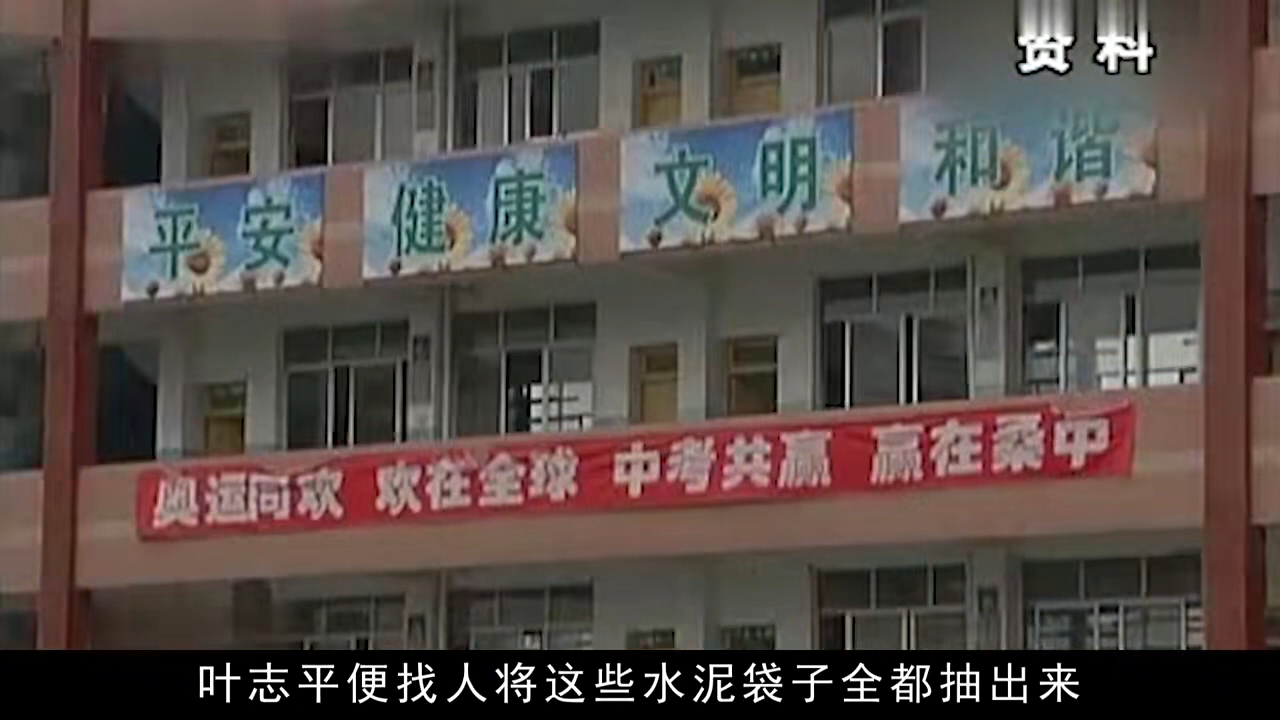 资料
平安 健康 文明 和谐
奥运同欢 欢在全球 中考共赢 赢在桑中
叶志平便找人将这些水泥袋子全都抽出来